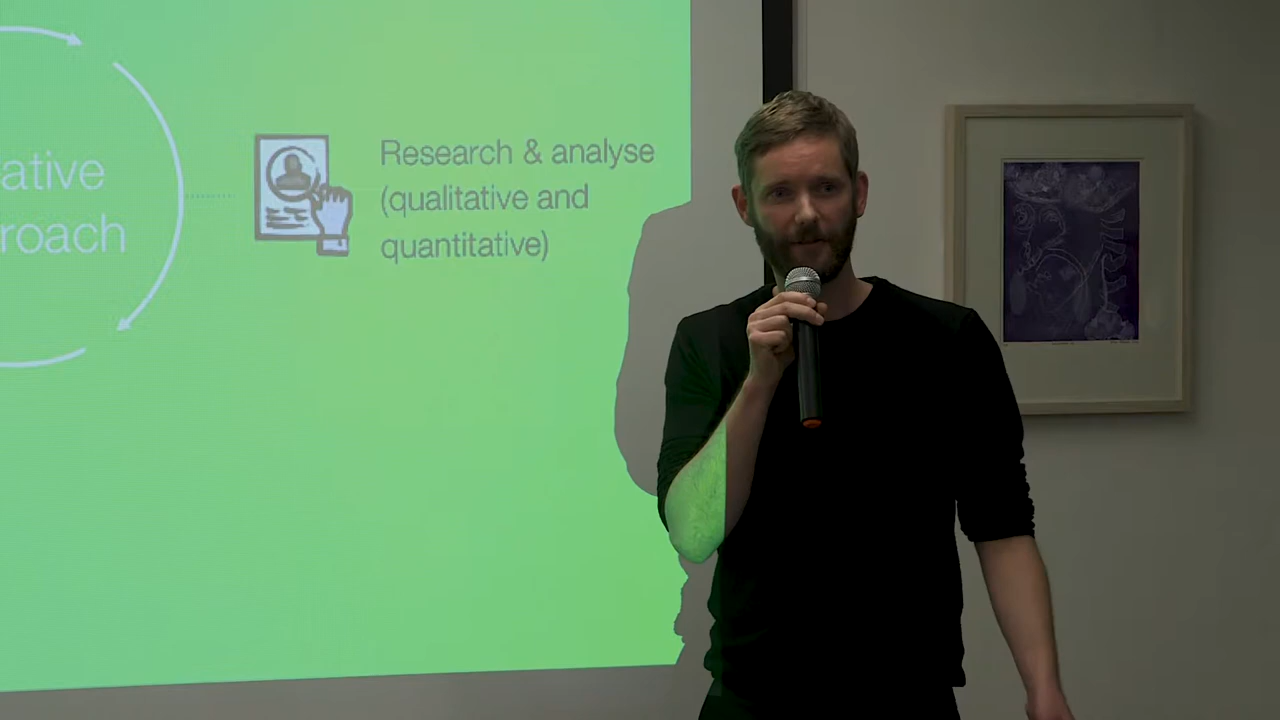 ative
roach
Research & analyse
(qualitative and
quantitative)